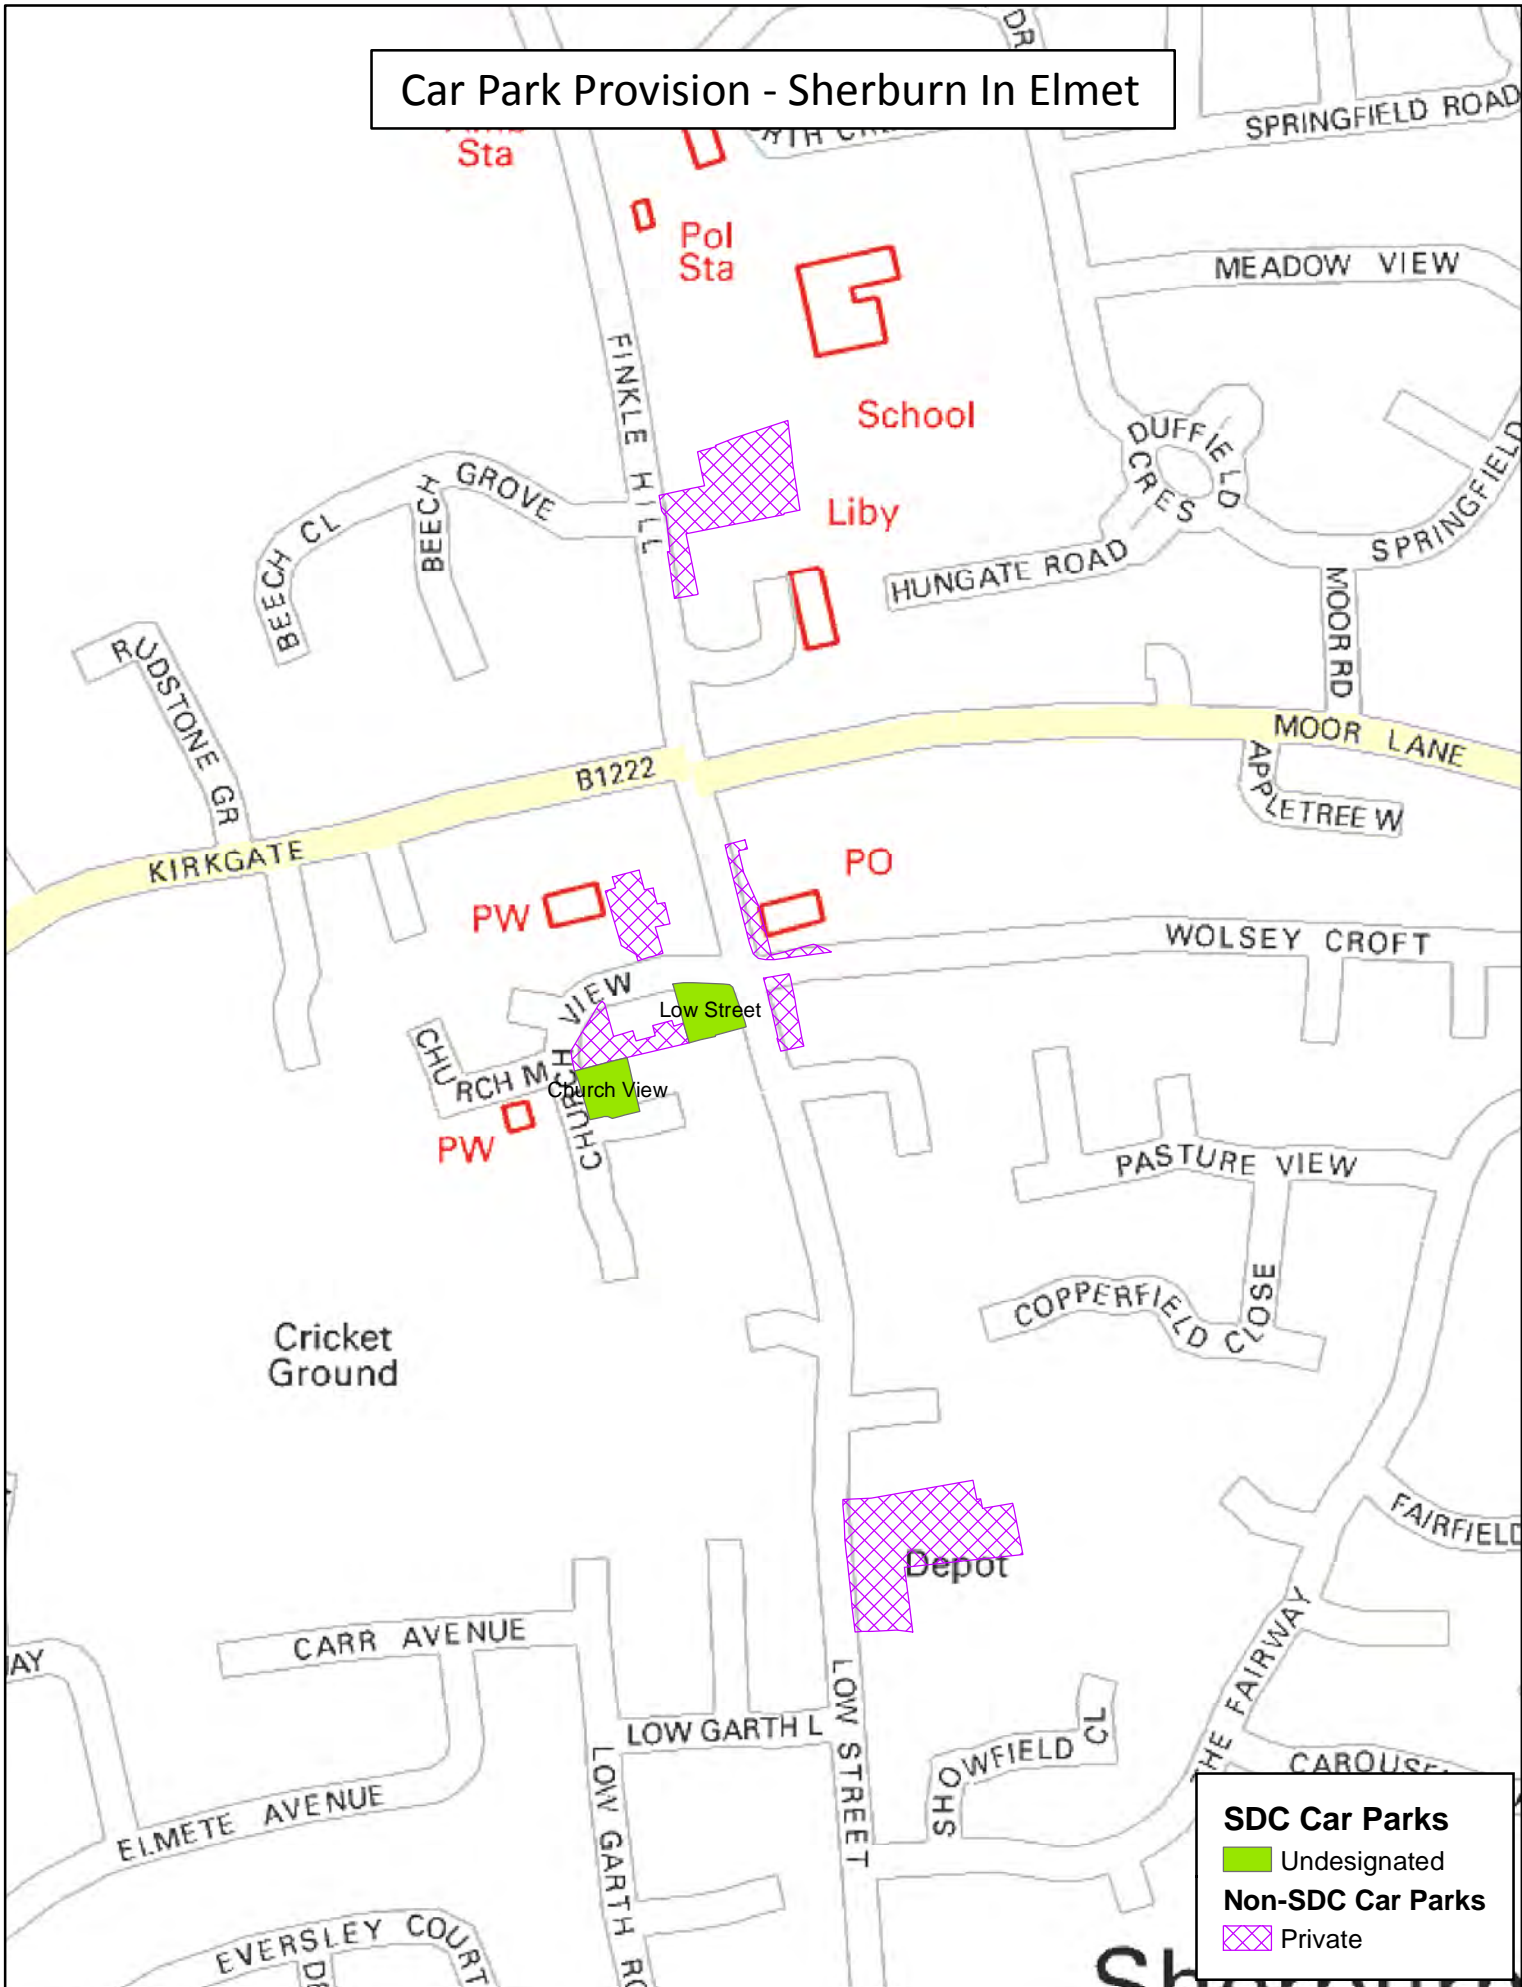 Car Park Provision - Sherburn In Elmet
DR
SPRINGFIELD ROAD
Sta
Pol
Sta
MEADOW VIEW
FINKLE HILL
School
DUFFIELD
CRES
SPRINGFIELD
BEECH GROVE
BEECH CL
BEECH
Liby
HUNGATE ROAD
MOOR RD
RUDSTONE GR
MOOR LANE
B1222
APPLETREE W
KIRKGATE
PO
PW
WOLSEY CROFT
VIEW
Low Street
CHURCH M
CHURCH
Church View
PW
PASTURE VIEW
COPPERFIELD CLOSE
Cricket
Ground
FAIRFIELD
Depot
CARR AVENUE
AY
THE FAIRWAY
LOW STREET
LOW GARTH L
SHOWFIELD CL
LOW GARTH RO
ELMETE AVENUE
EVERSLEY COURT
SDC Car Parks
Undesignated
Non-SDC Car Parks
Private